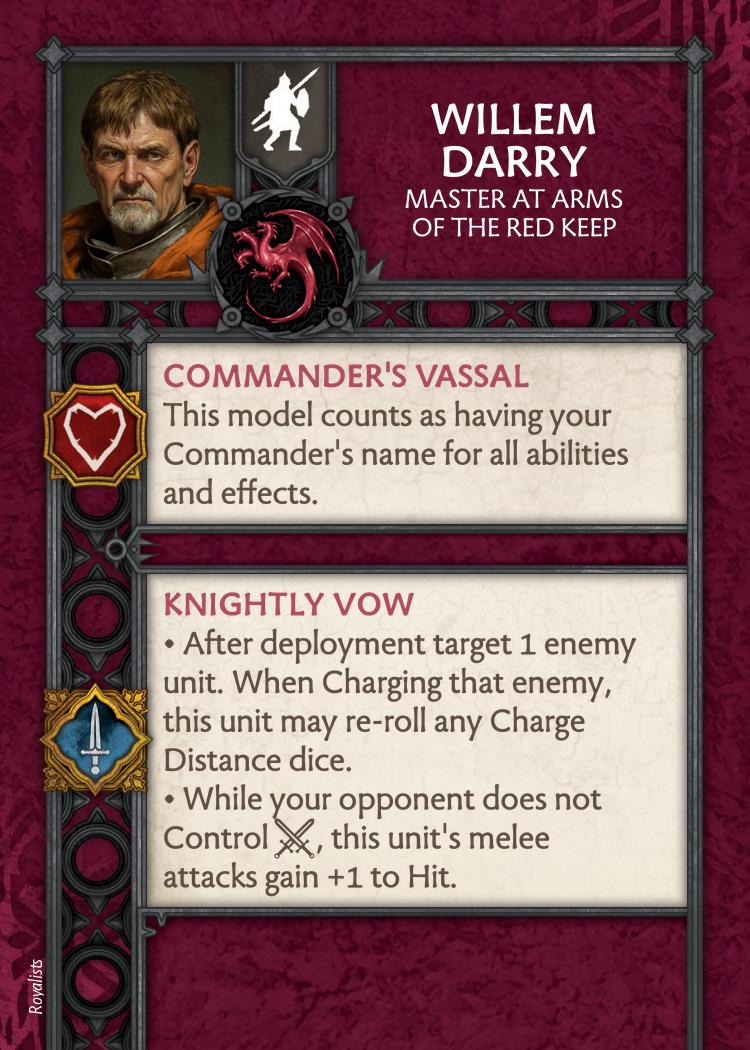 WILLEM
DARRY
MASTER AT ARMS
OF THE RED KEEP
COMMANDER'S VASSAL
This model counts as having your
Commander's name for all abilities
and effects.
KNIGHTLY VOW
• After deployment target 1 enemy
unit. When Charging that enemy,
this unit may re-roll any Charge
Distance dice.
• While your opponent does not
Control , this unit's melee
attacks gain +1 to Hit.
Royalists